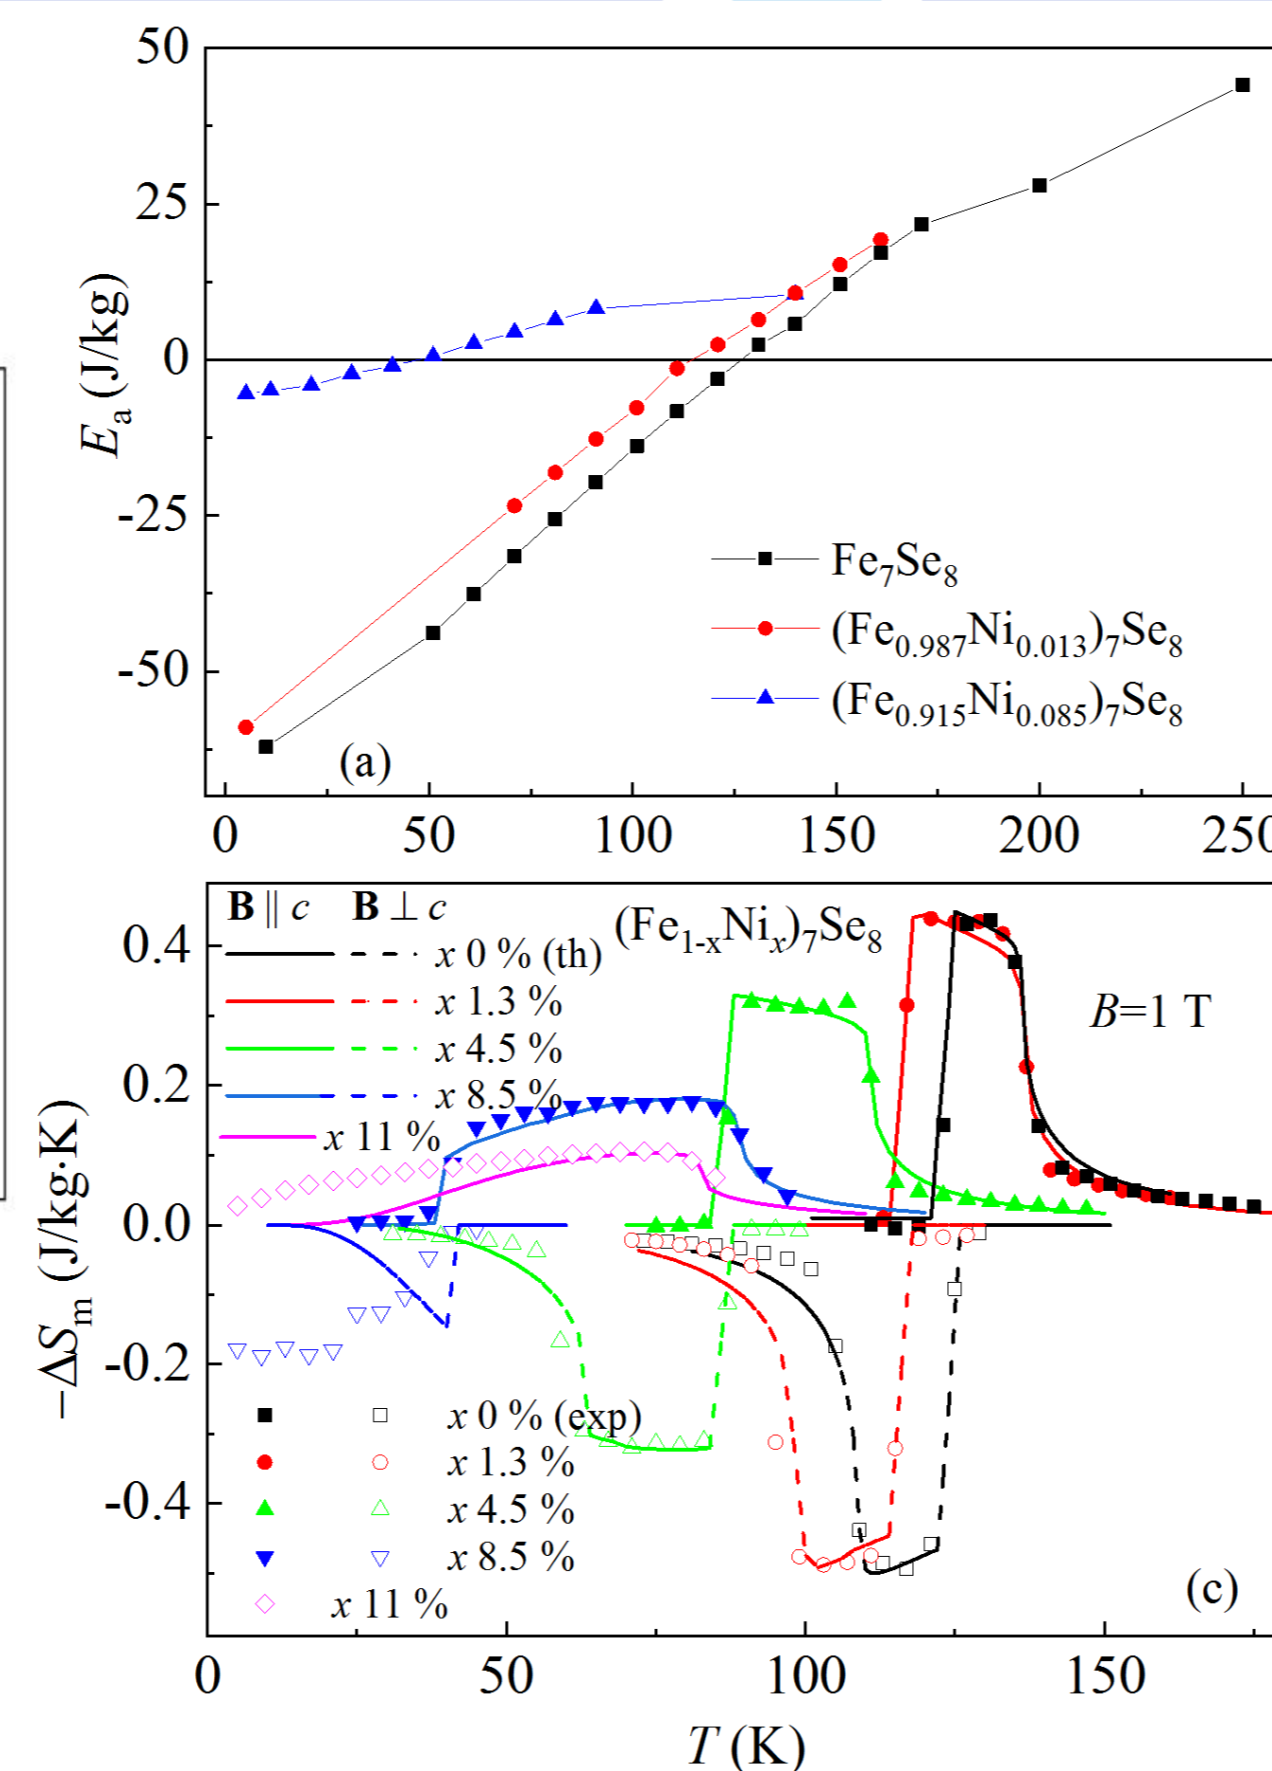 50
25
0
-25
-50
Eₐ (J/kg)
Fe₇Se₈
(Fe₀.₉₈₇Ni₀.₀₁₃)₇Se₈
(Fe₀.₉₁₅Ni₀.₀₈₅)₇Se₈
(a)
0 50 100 150 200 250
B || c B ⊥ c
(Fe₁₋ₓNiₓ)₇Se₈
x 0 % (th)
x 1.3 %
B=1 T
x 4.5 %
x 8.5 %
x 11 %
0.4
0.2
0.0
-0.2
-0.4
−ΔSₘ (J/kg·K)
x 0 % (exp)
x 1.3 %
x 4.5 %
x 8.5 %
x 11 %
(c)
0 50 100 150
T (K)